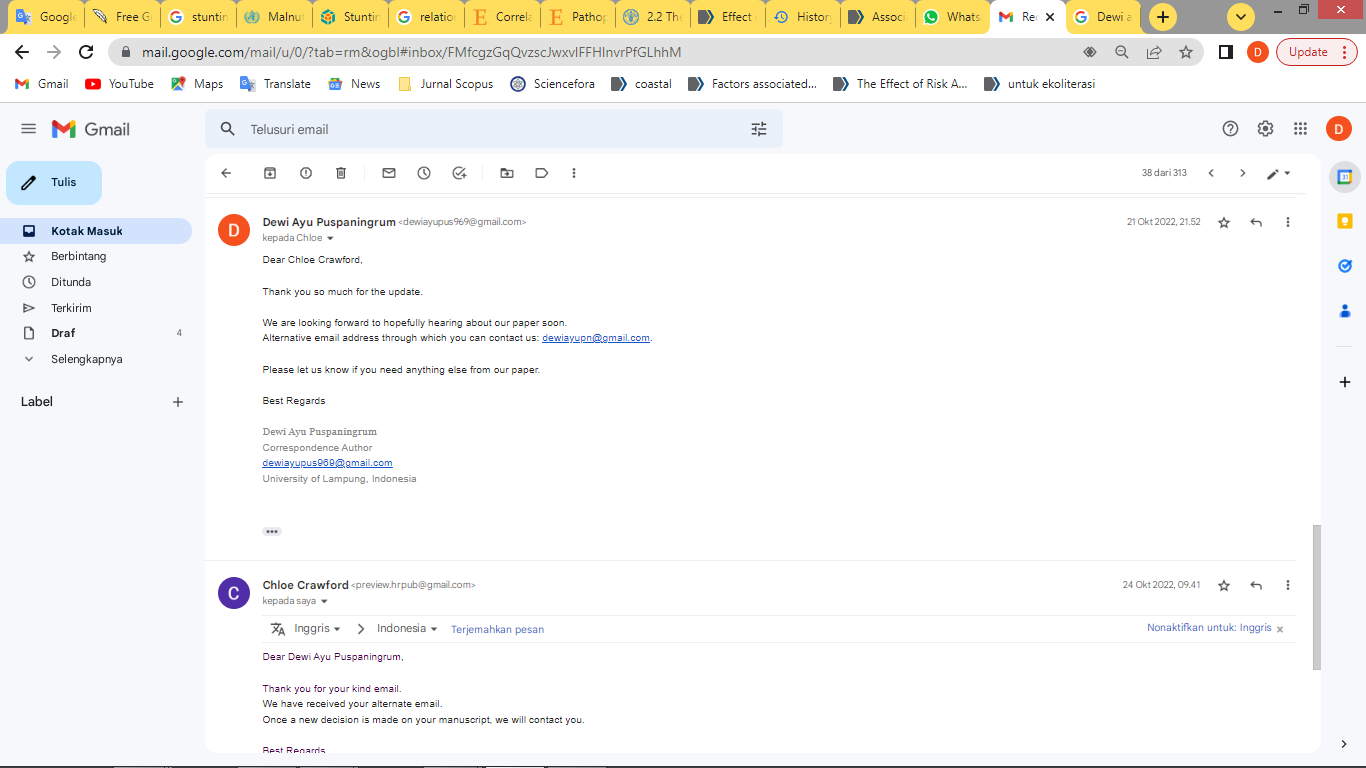 Google
Free G
stuntin
Malnut
Stuntin
relation
Correla
Pathop
2.2 The
Effect o
History
Associa
Whats
Re
Dewi a
mail.google.com/mail/u/0/?tab=rm&ogbl#inbox/FMfcgzGqQvzscJwxvlFFHlnvrPfGLhhM
D
Update
Gmail
YouTube
Maps
Translate
News
Jurnal Scopus
Sciencefora
coastal
Factors associated...
The Effect of Risk A...
untuk ekoliterasi
Gmail
Telusuri email
D
Tulis
38 dari 313
Kotak Masuk
Berbintang
Ditunda
Terkirim
Draf 4
Selengkapnya
Label
D
Dewi Ayu Puspaningrum <dewiayupus969@gmail.com>
21 Okt 2022, 21.52
kepada Chloe
Dear Chloe Crawford,
Thank you so much for the update.
We are looking forward to hopefully hearing about our paper soon.
Alternative email address through which you can contact us: dewiayupn@gmail.com.
Please let us know if you need anything else from our paper.
Best Regards
Dewi Ayu Puspaningrum
Correspondence Author
dewiayupus969@gmail.com
University of Lampung, Indonesia
C
Chloe Crawford <preview.hrpub@gmail.com>
24 Okt 2022, 09.41
kepada saya
Inggris
Indonesia
Terjemahkan pesan
Nonaktifkan untuk: Inggris
Dear Dewi Ayu Puspaningrum,
Thank you for your kind email.
We have received your alternate email.
Once a new decision is made on your manuscript, we will contact you.
Best Regards